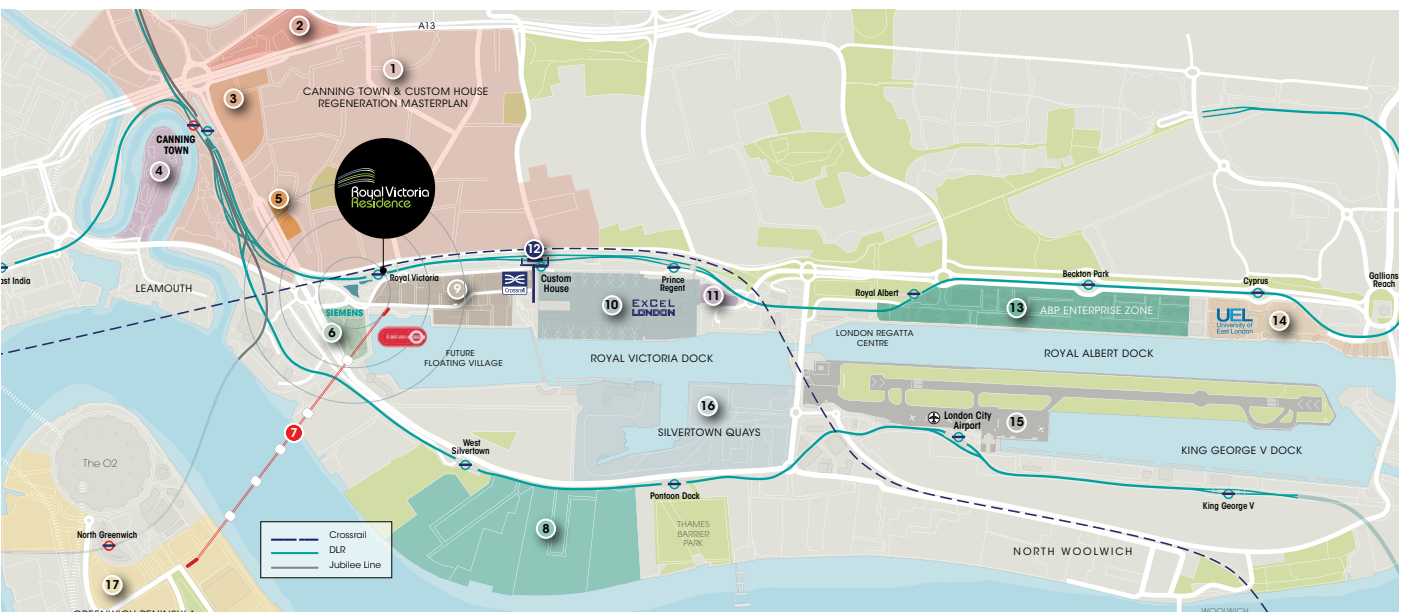 2
A13
1
CANNING TOWN & CUSTOM HOUSE
REGENERATION MASTERPLAN
3
CANNING
TOWN
4
Royal Victoria
Residence
5
12
East India
LEAMOUTH
Royal Victoria
9
Crossrail
Custom
House
Prince
Regent
10
EXCEL
LONDON
11
Royal Albert
Beckton Park
Cyprus
Gallions
Reach
13
ABP ENTERPRISE ZONE
UEL
University of
East London
14
SIEMENS
6
LONDON REGATTA
CENTRE
FUTURE
FLOATING VILLAGE
ROYAL VICTORIA DOCK
ROYAL ALBERT DOCK
7
16
SILVERTOWN QUAYS
London City
Airport
15
KING GEORGE V DOCK
The O2
West
Silvertown
Pontoon Dock
King George V
8
THAMES
BARRIER
PARK
North Greenwich
Crossrail
DLR
Jubilee Line
NORTH WOOLWICH
17
GREENWICH PENINSULA
WOOLWICH